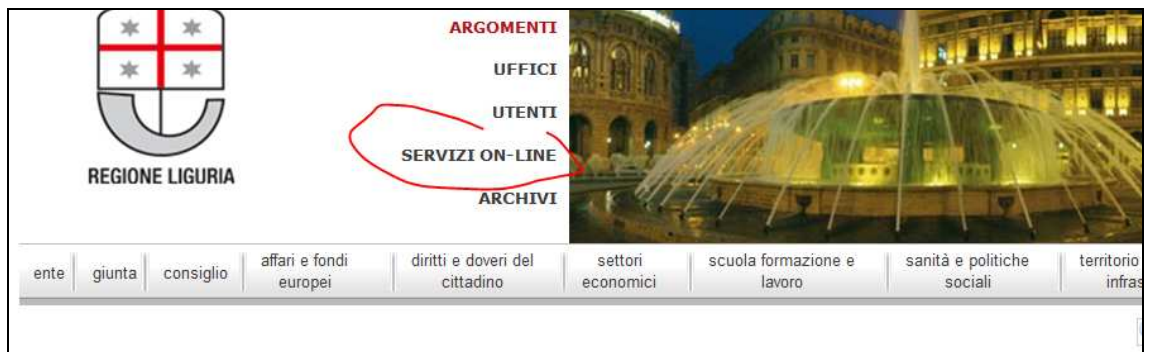 ARGOMENTI
UFFICI
UTENTI
SERVIZI ON-LINE
ARCHIVI
REGIONE LIGURIA
ente
giunta
consiglio
affari e fondi
europei
diritti e doveri del
cittadino
settori
economici
scuola formazione e
lavoro
sanità e politiche
sociali
territorio
infras